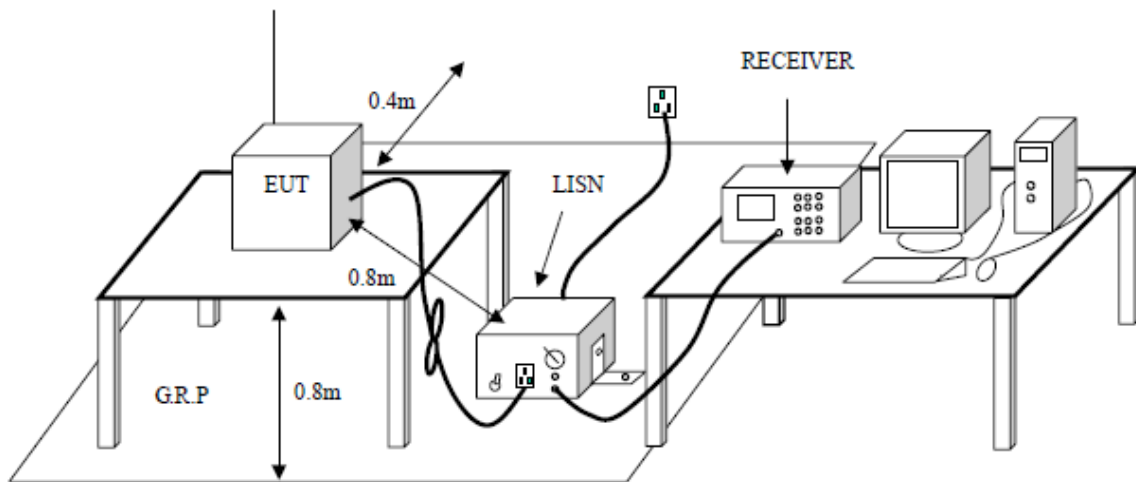 RECEIVER
0.4m
EUT
LISN
0.8m
G.R.P
0.8m